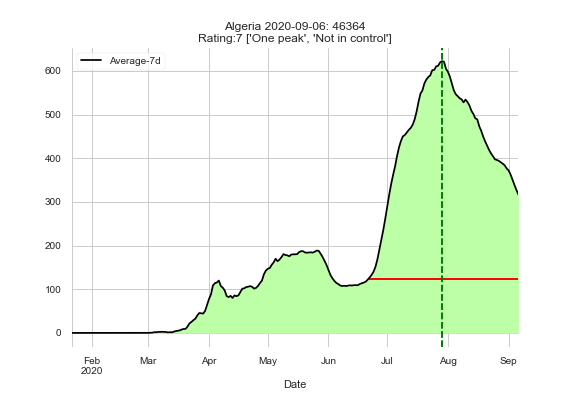 Algeria 2020-09-06: 46364
Rating:7 ['One peak', 'Not in control']
Average-7d
600
500
400
300
200
100
0
Feb Mar Apr May Jun Jul Aug Sep
2020
Date